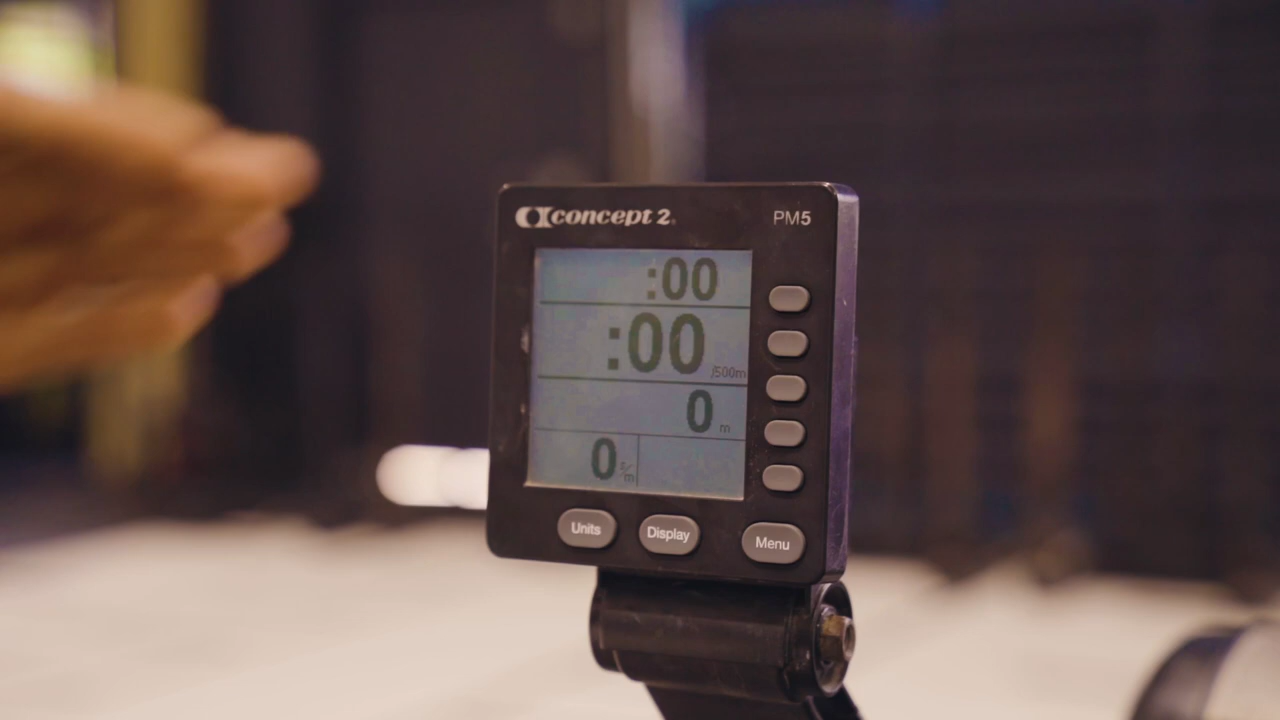 concept 2
PM5
:00
:00 /500m
0 m
0 s/m
Units Display Menu